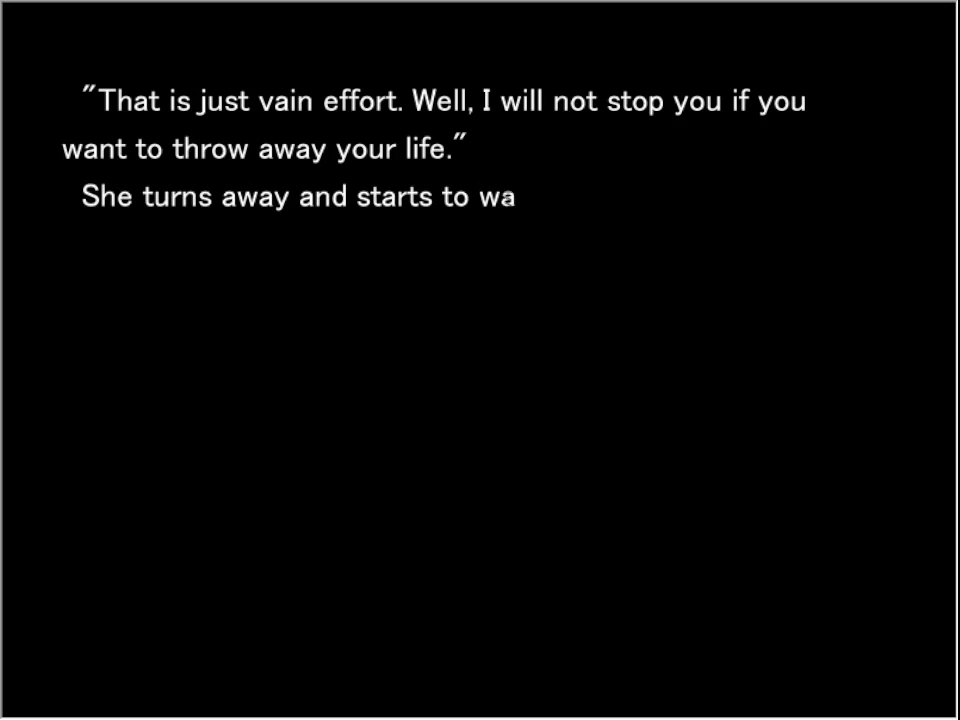 "That is just vain effort. Well, I will not stop you if you
want to throw away your life."
She turns away and starts to wa